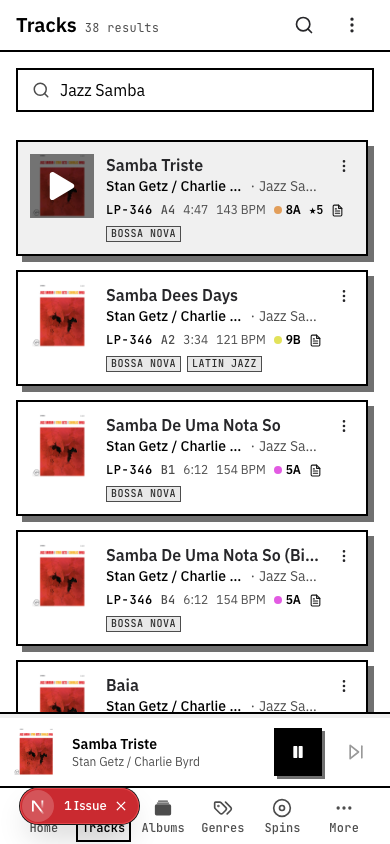 Tracks 38 results
Jazz Samba
Samba Triste
Stan Getz / Charlie ... · Jazz Sa...
LP-346 A4 4:47 143 BPM 8A ★5
BOSSA NOVA
Samba Dees Days
Stan Getz / Charlie ... · Jazz Sa...
LP-346 A2 3:34 121 BPM 9B
BOSSA NOVA LATIN JAZZ
Samba De Uma Nota So
Stan Getz / Charlie ... · Jazz Sa...
LP-346 B1 6:12 154 BPM 5A
BOSSA NOVA
Samba De Uma Nota So (Bi...
Stan Getz / Charlie ... · Jazz Sa...
LP-346 B4 6:12 154 BPM 5A
BOSSA NOVA
Baia
Stan Getz / Charlie ... · Jazz Sa...
Samba Triste
Stan Getz / Charlie Byrd
N 1 Issue
Home Tracks Albums Genres Spins More